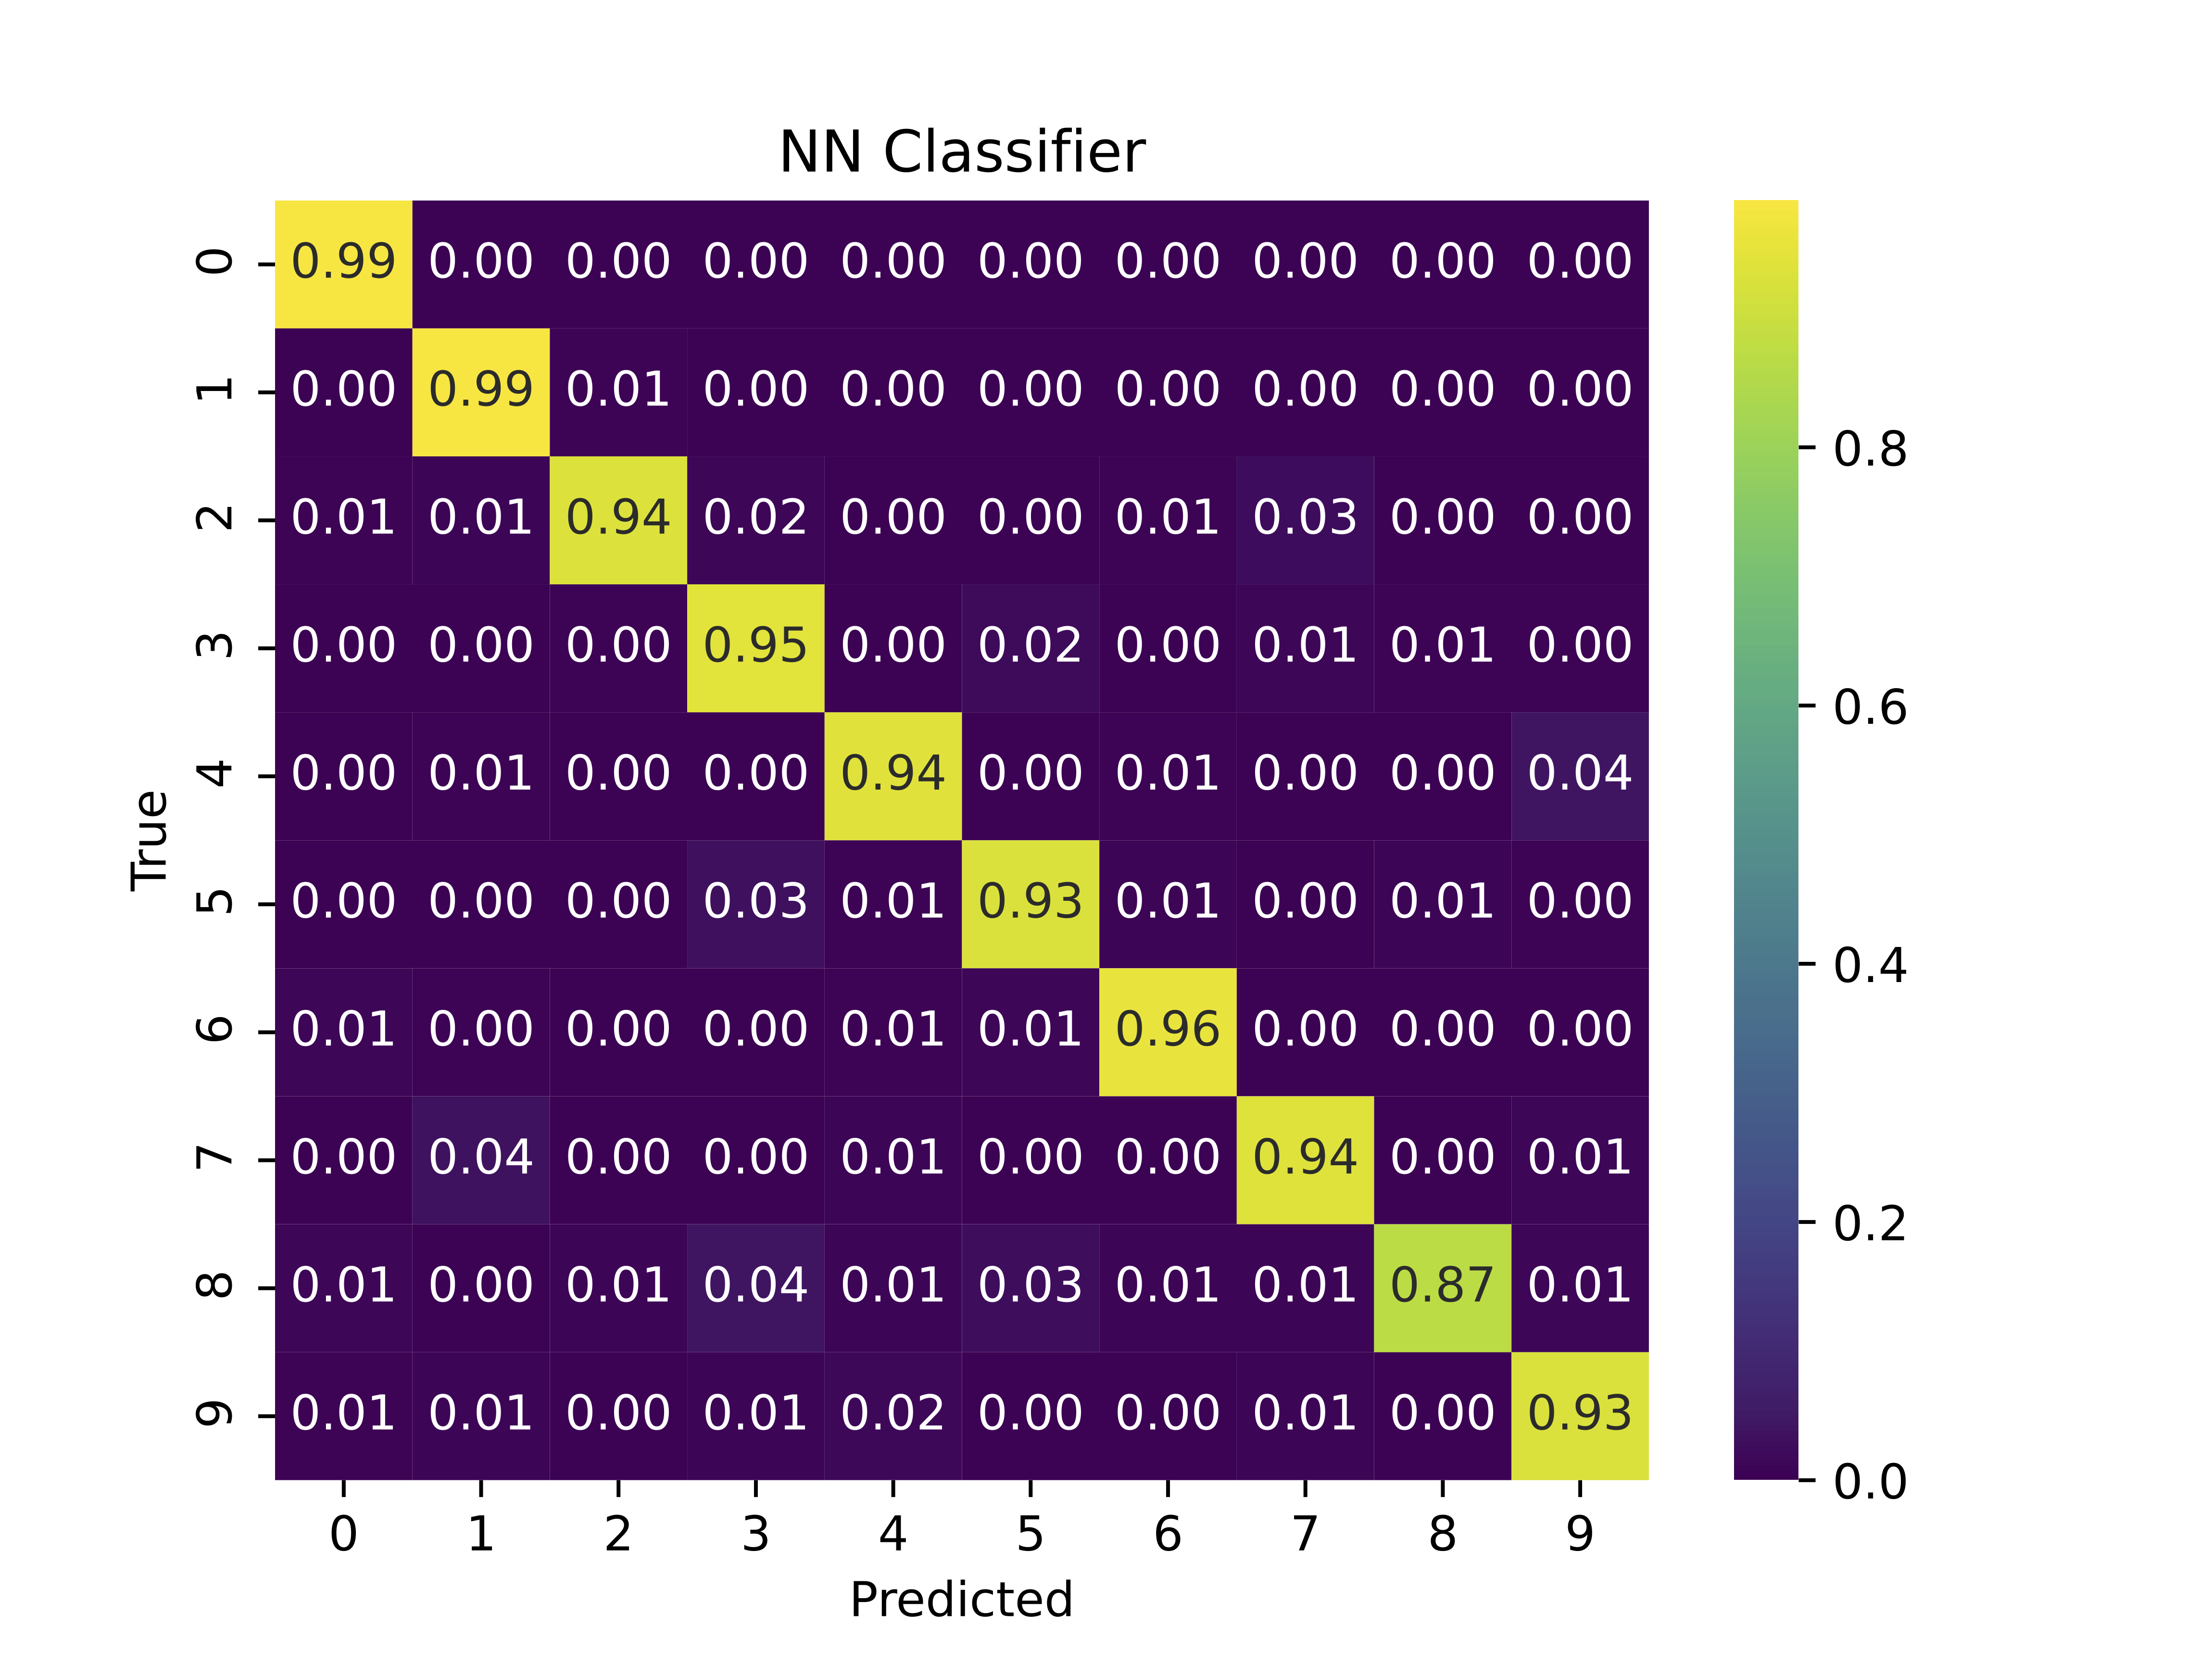 NN Classifier
0 0.99 0.00 0.00 0.00 0.00 0.00 0.00 0.00 0.00 0.00
1 0.00 0.99 0.01 0.00 0.00 0.00 0.00 0.00 0.00 0.00
2 0.01 0.01 0.94 0.02 0.00 0.00 0.01 0.03 0.00 0.00
3 0.00 0.00 0.00 0.95 0.00 0.02 0.00 0.01 0.01 0.00
4 0.00 0.01 0.00 0.00 0.94 0.00 0.01 0.00 0.00 0.04
5 0.00 0.00 0.00 0.03 0.01 0.93 0.01 0.00 0.01 0.00
6 0.01 0.00 0.00 0.00 0.01 0.01 0.96 0.00 0.00 0.00
7 0.00 0.04 0.00 0.00 0.01 0.00 0.00 0.94 0.00 0.01
8 0.01 0.00 0.01 0.04 0.01 0.03 0.01 0.01 0.87 0.01
9 0.01 0.01 0.00 0.01 0.02 0.00 0.00 0.01 0.00 0.93
0 1 2 3 4 5 6 7 8 9
Predicted
True
0.8
0.6
0.4
0.2
0.0